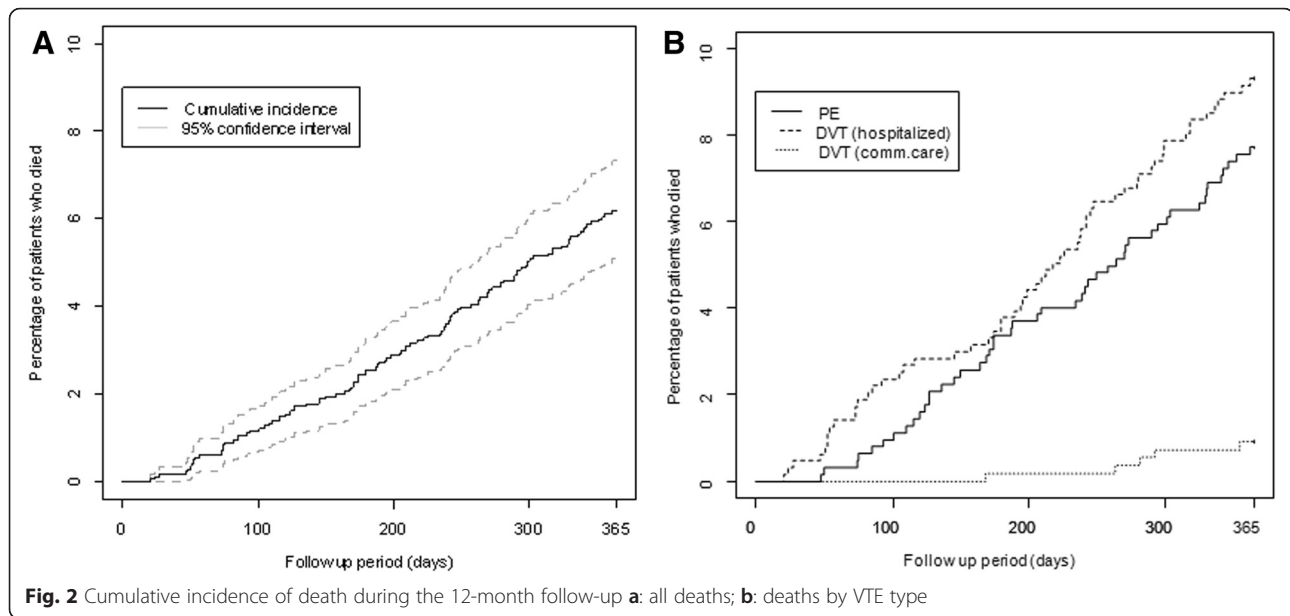 A
Percentage of patients who died
10
8
6
4
2
0
Cumulative incidence
95% confidence interval
0 100 200 300 365
Follow up period (days)
B
Percentage of patients who died
10
8
6
4
2
0
PE
DVT (hospitalized)
DVT (comm.care)
0 100 200 300 365
Follow up period (days)
Fig. 2 Cumulative incidence of death during the 12-month follow-up a: all deaths; b: deaths by VTE type